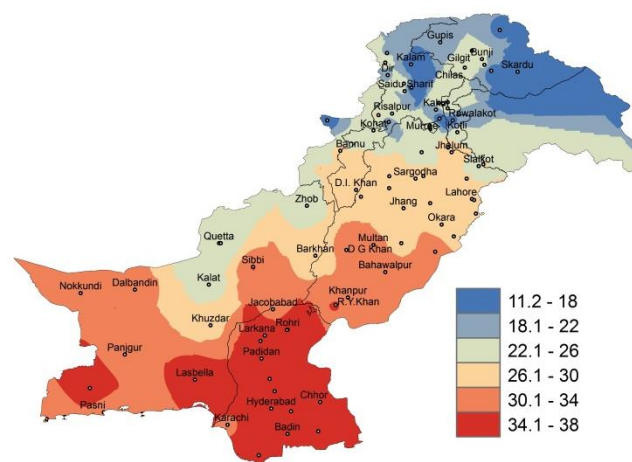 Gupis
Kalam
Gilgit
Bunji
Skardu
Dir
Chilas
Saidu Sharif
Risalpur
Kakul
Rawalakot
Kohat
Murree
Kotli
Bannu
Jhalum
Sialkot
D.I. Khan
Sargodha
Lahore
Zhob
Jhang
Okara
Quetta
Multan
Barkhan
D G Khan
Sibbi
Bahawalpur
Kalat
Nokkundi
Dalbandin
Khanpur
R.Y.Khan
Jacobabad
Khuzdar
Larkana
Rohri
Panjgur
Padidan
Lasbella
Pasni
Hyderabad
Chhor
Karachi
Badin
11.2 - 18
18.1 - 22
22.1 - 26
26.1 - 30
30.1 - 34
34.1 - 38